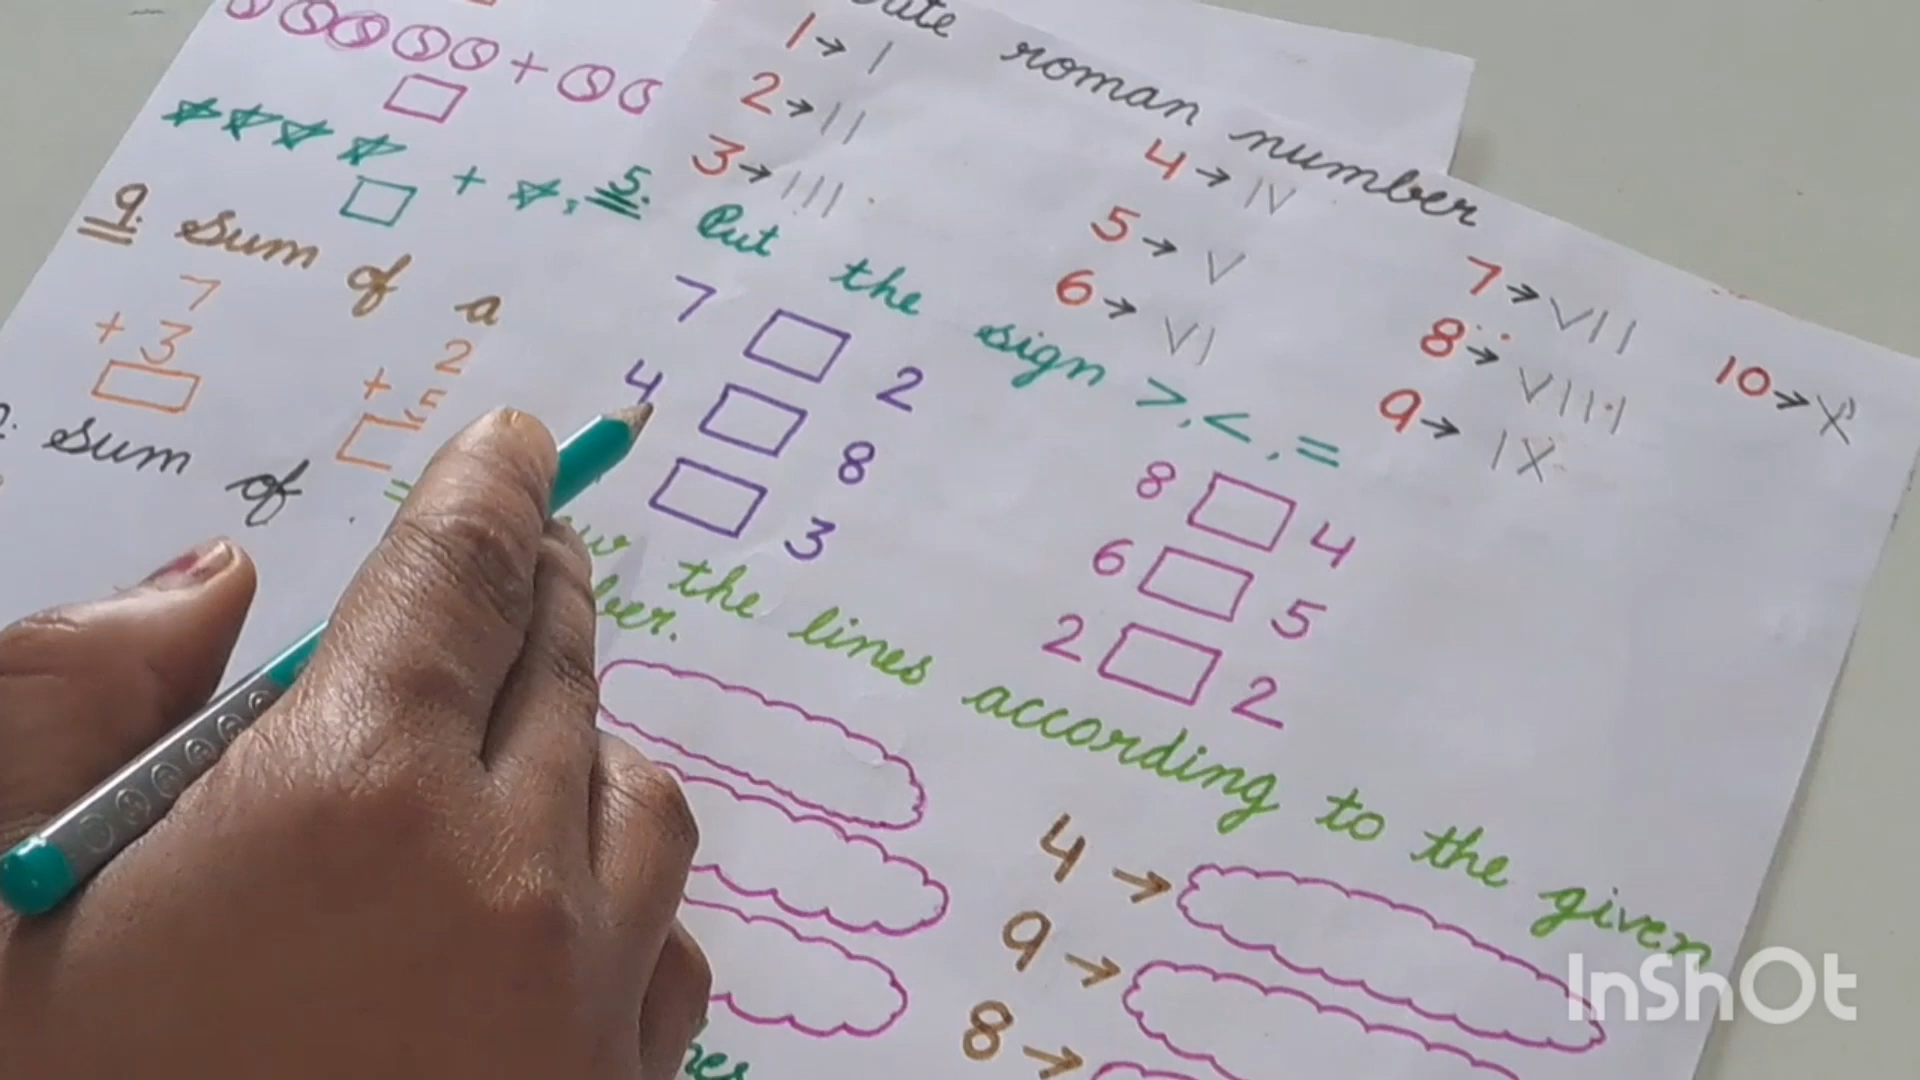 roman number
1→I
2→II
3→III
4→IV
5→V
6→VI
7→VII
8→VIII
9→IX
10→X
5. Put the sign >,<,=
7 2
4 8
3
8 4
6 5
2 2
the lines according to the given
4→
9→
8→
+
+
9. Sum of a
7
+ 3
2
+ 5
Sum of
InShOt